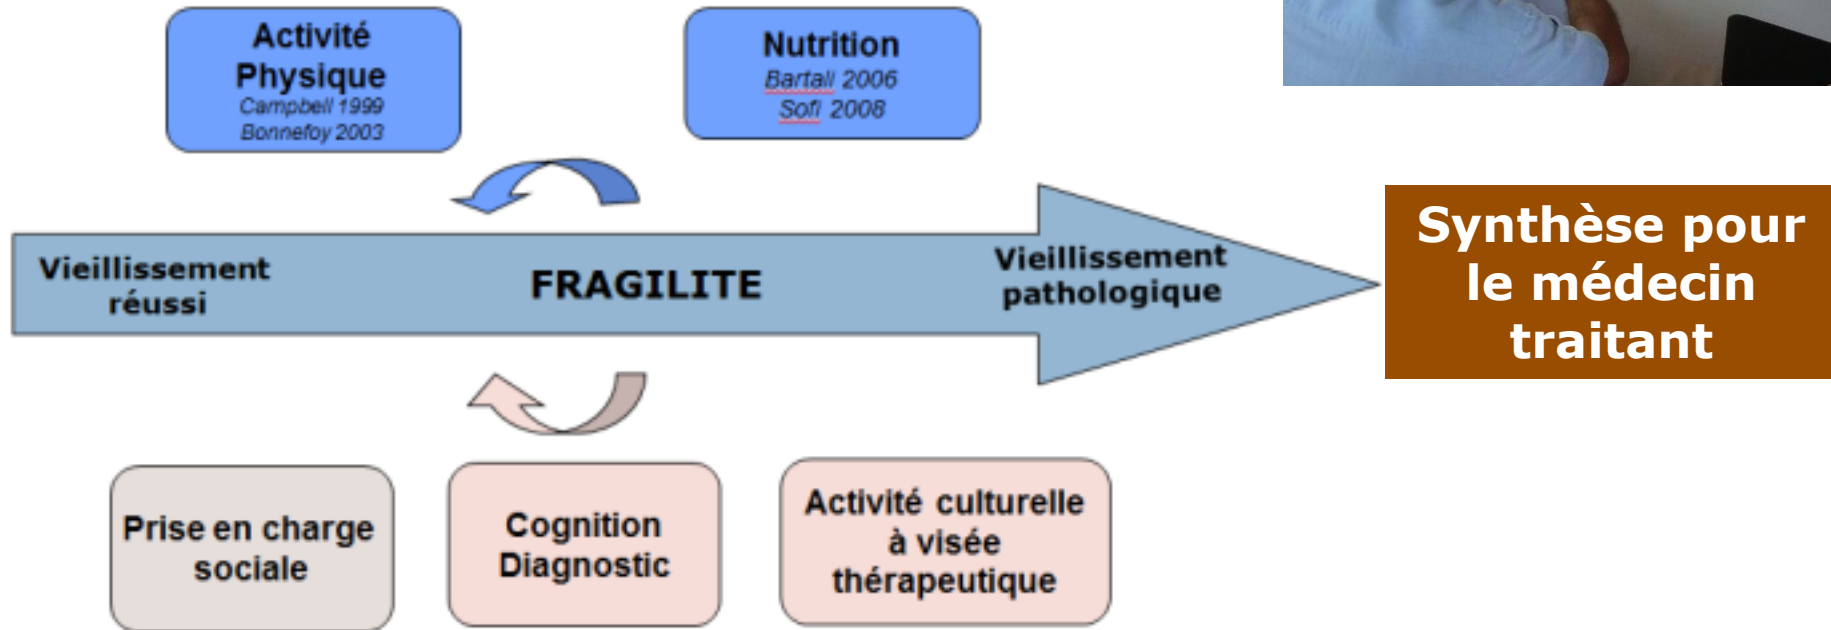 Activité
Physique
Campbell 1999
Bonnefoy 2003
Nutrition
Bartali 2006
Sofi 2008
Vieillissement
réussi
FRAGILITE
Vieillissement
pathologique
Synthèse pour
le médecin
traitant
Prise en charge
sociale
Cognition
Diagnostic
Activité culturelle
à visée
thérapeutique